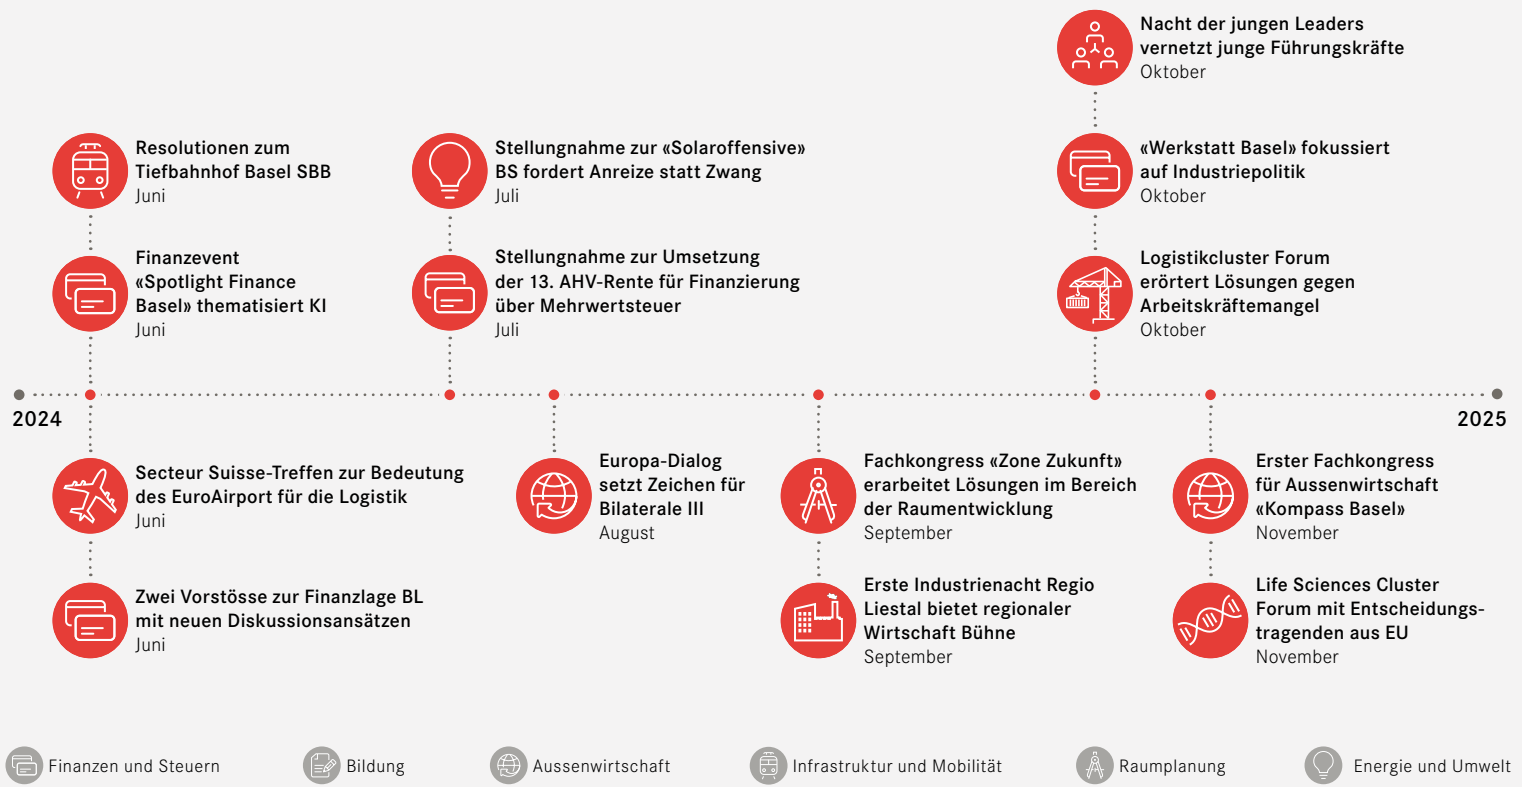 Nacht der jungen Leaders
vernetzt junge Führungskräfte
Oktober
Resolutionen zum
Tiefbahnhof Basel SBB
Juni
Stellungnahme zur «Solaroffensive»
BS fordert Anreize statt Zwang
Juli
«Werkstatt Basel» fokussiert
auf Industriepolitik
Oktober
Finanzevent
«Spotlight Finance
Basel» thematisiert KI
Juni
Stellungnahme zur Umsetzung
der 13. AHV-Rente für Finanzierung
über Mehrwertsteuer
Juli
Logistikcluster Forum
erörtert Lösungen gegen
Arbeitskräftemangel
Oktober
2024
2025
Secteur Suisse-Treffen zur Bedeutung
des EuroAirport für die Logistik
Juni
Europa-Dialog
setzt Zeichen für
Bilaterale III
August
Fachkongress «Zone Zukunft»
erarbeitet Lösungen im Bereich
der Raumentwicklung
September
Erster Fachkongress
für Aussenwirtschaft
«Kompass Basel»
November
Zwei Vorstösse zur Finanzlage BL
mit neuen Diskussionsansätzen
Juni
Erste Industrienacht Regio
Liestal bietet regionaler
Wirtschaft Bühne
September
Life Sciences Cluster
Forum mit Entscheidungs-
tragenden aus EU
November
Finanzen und Steuern
Bildung
Aussenwirtschaft
Infrastruktur und Mobilität
Raumplanung
Energie und Umwelt